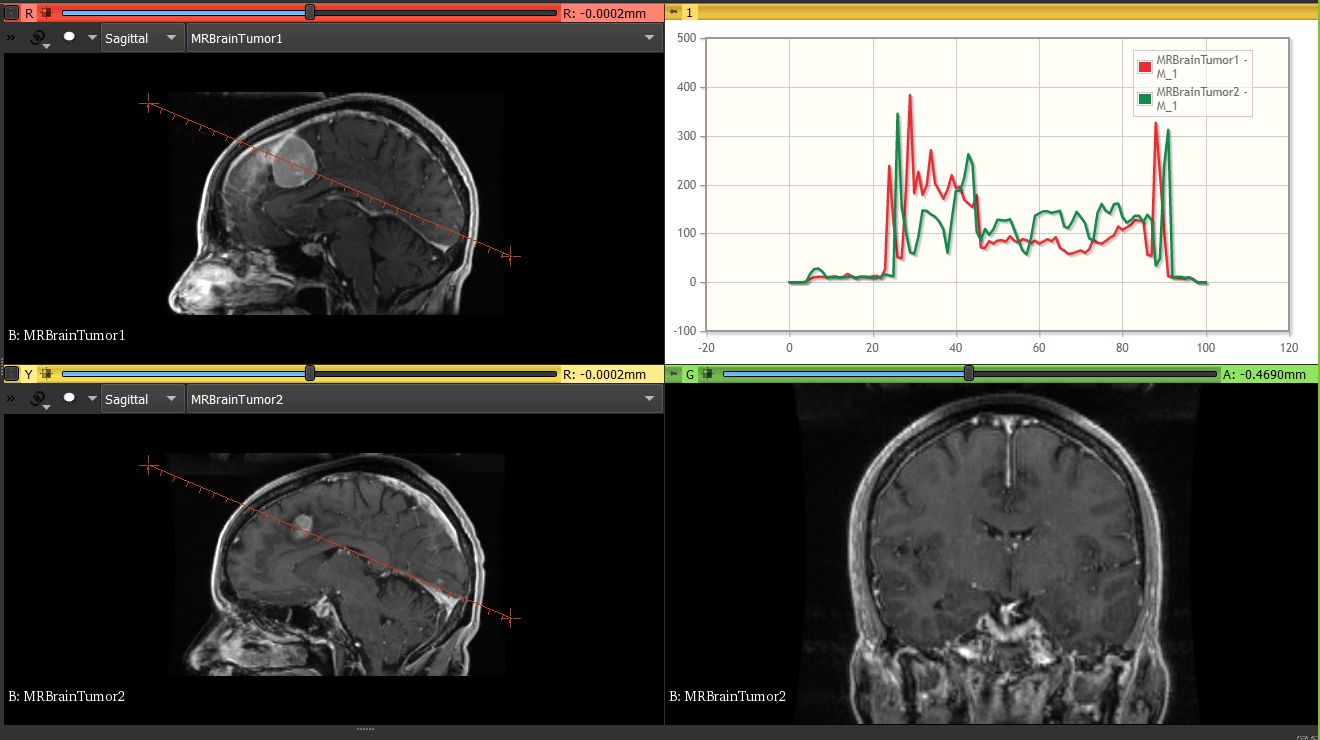 R
R: -0.0002mm
»
Sagittal
MRBrainTumor1
B: MRBrainTumor1
1
500
400
300
200
100
0
-100
-20
0
20
40
60
80
100
120
MRBrainTumor1 -
M_1
MRBrainTumor2 -
M_1
Y
R: -0.0002mm
»
Sagittal
MRBrainTumor2
B: MRBrainTumor2
G
A: -0.4690mm
B: MRBrainTumor2